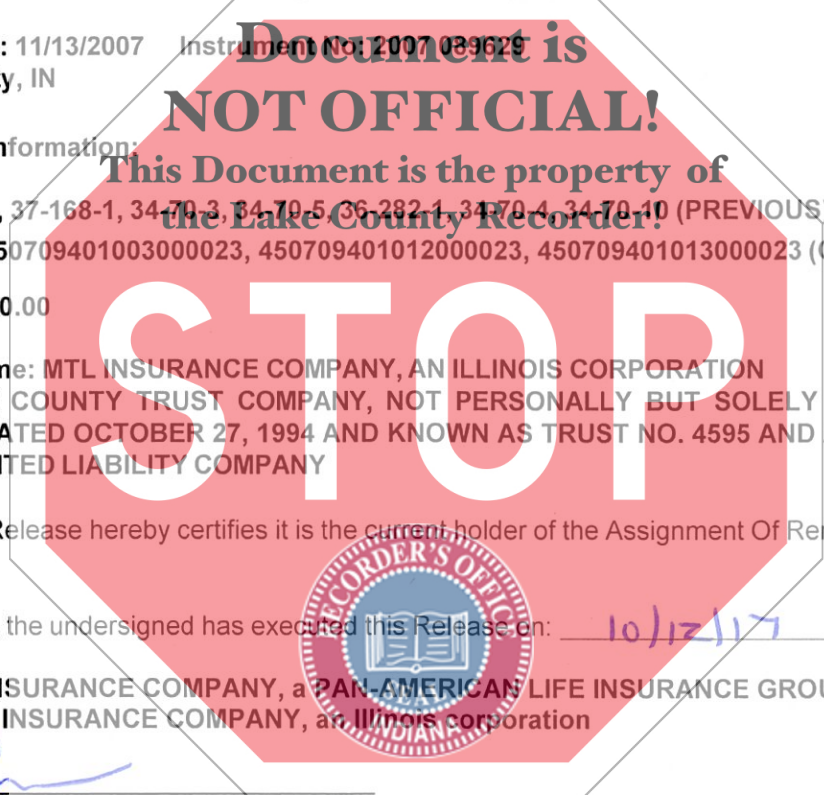 : 11/13/2007 Instrument No: 2007 089629
Document is
y, IN
NOT OFFICIAL!
nformation:
This Document is the property of
, 37-168-1, 34-70-3, 34-70-5, 36-282-1, 34-70-4, 34-70-10 (PREVIOUS
the Lake County Recorder!
50709401003000023, 450709401012000023, 450709401013000023 (
0.00
STOP
me: MTL INSURANCE COMPANY, AN ILLINOIS CORPORATION
COUNTY TRUST COMPANY, NOT PERSONALLY BUT SOLELY
ATED OCTOBER 27, 1994 AND KNOWN AS TRUST NO. 4595 AND
ITED LIABILITY COMPANY
Release hereby certifies it is the current holder of the Assignment Of Re
RECORDER'S OFFICE
the undersigned has executed this Release on: 10/12/17
SEAL
INDIANA
ISURANCE COMPANY, a PAN-AMERICAN LIFE INSURANCE GROU
INSURANCE COMPANY, an Illinois corporation